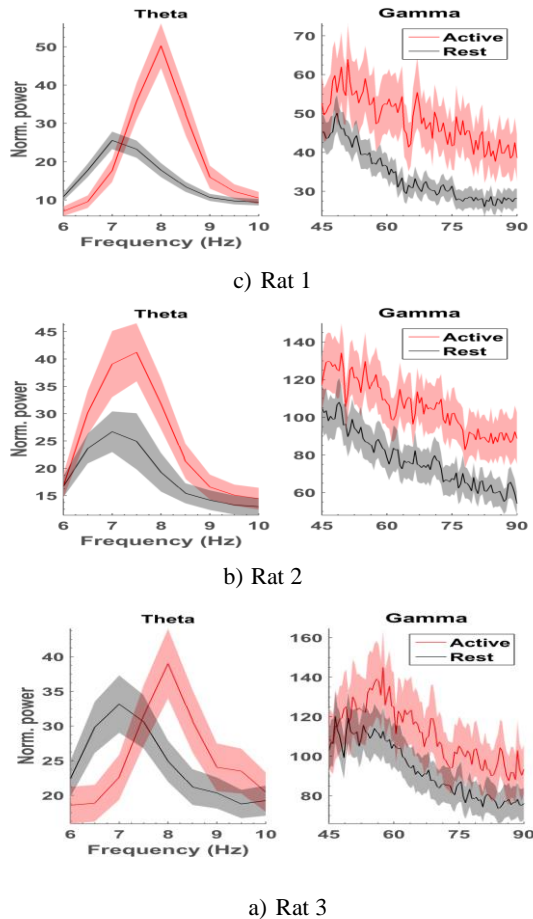 Theta
Gamma
Norm. power
50
40
30
20
10
6 7 8 9 10
Frequency (Hz)
70
60
50
40
30
45 60 75 90
Active
Rest
c) Rat 1
Theta
Gamma
Norm. power
45
40
35
30
25
20
15
6 7 8 9 10
Frequency (Hz)
140
120
100
80
60
45 60 75 90
Active
Rest
b) Rat 2
Theta
Gamma
Norm. power
40
35
30
25
20
6 7 8 9 10
Frequency (Hz)
160
140
120
100
80
45 60 75 90
Active
Rest
a) Rat 3